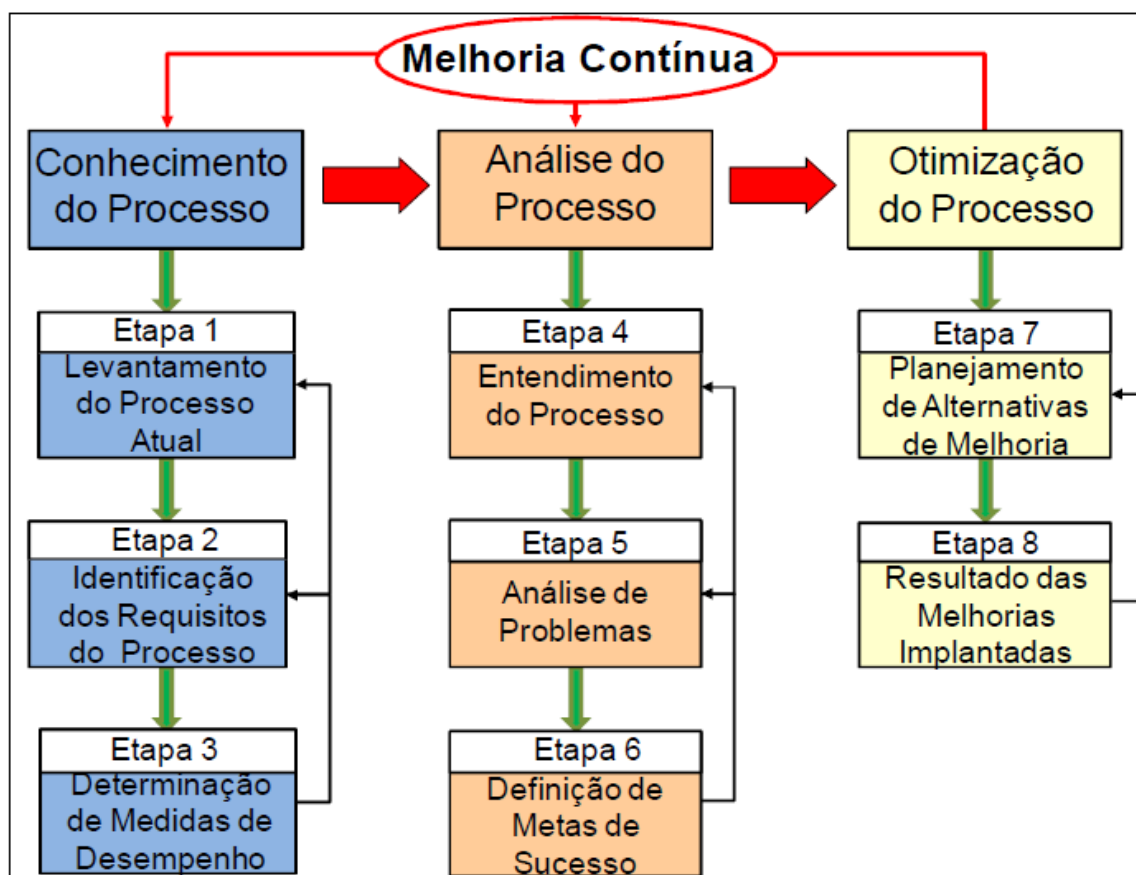 Melhoria Contínua
Conhecimento
do Processo
Análise do
Processo
Otimização
do Processo
Etapa 1
Levantamento
do Processo
Atual
Etapa 2
Identificação
dos Requisitos
do Processo
Etapa 3
Determinação
de Medidas de
Desempenho
Etapa 4
Entendimento
do Processo
Etapa 5
Análise de
Problemas
Etapa 6
Definição de
Metas de
Sucesso
Etapa 7
Planejamento
de Alternativas
de Melhoria
Etapa 8
Resultado das
Melhorias
Implantadas